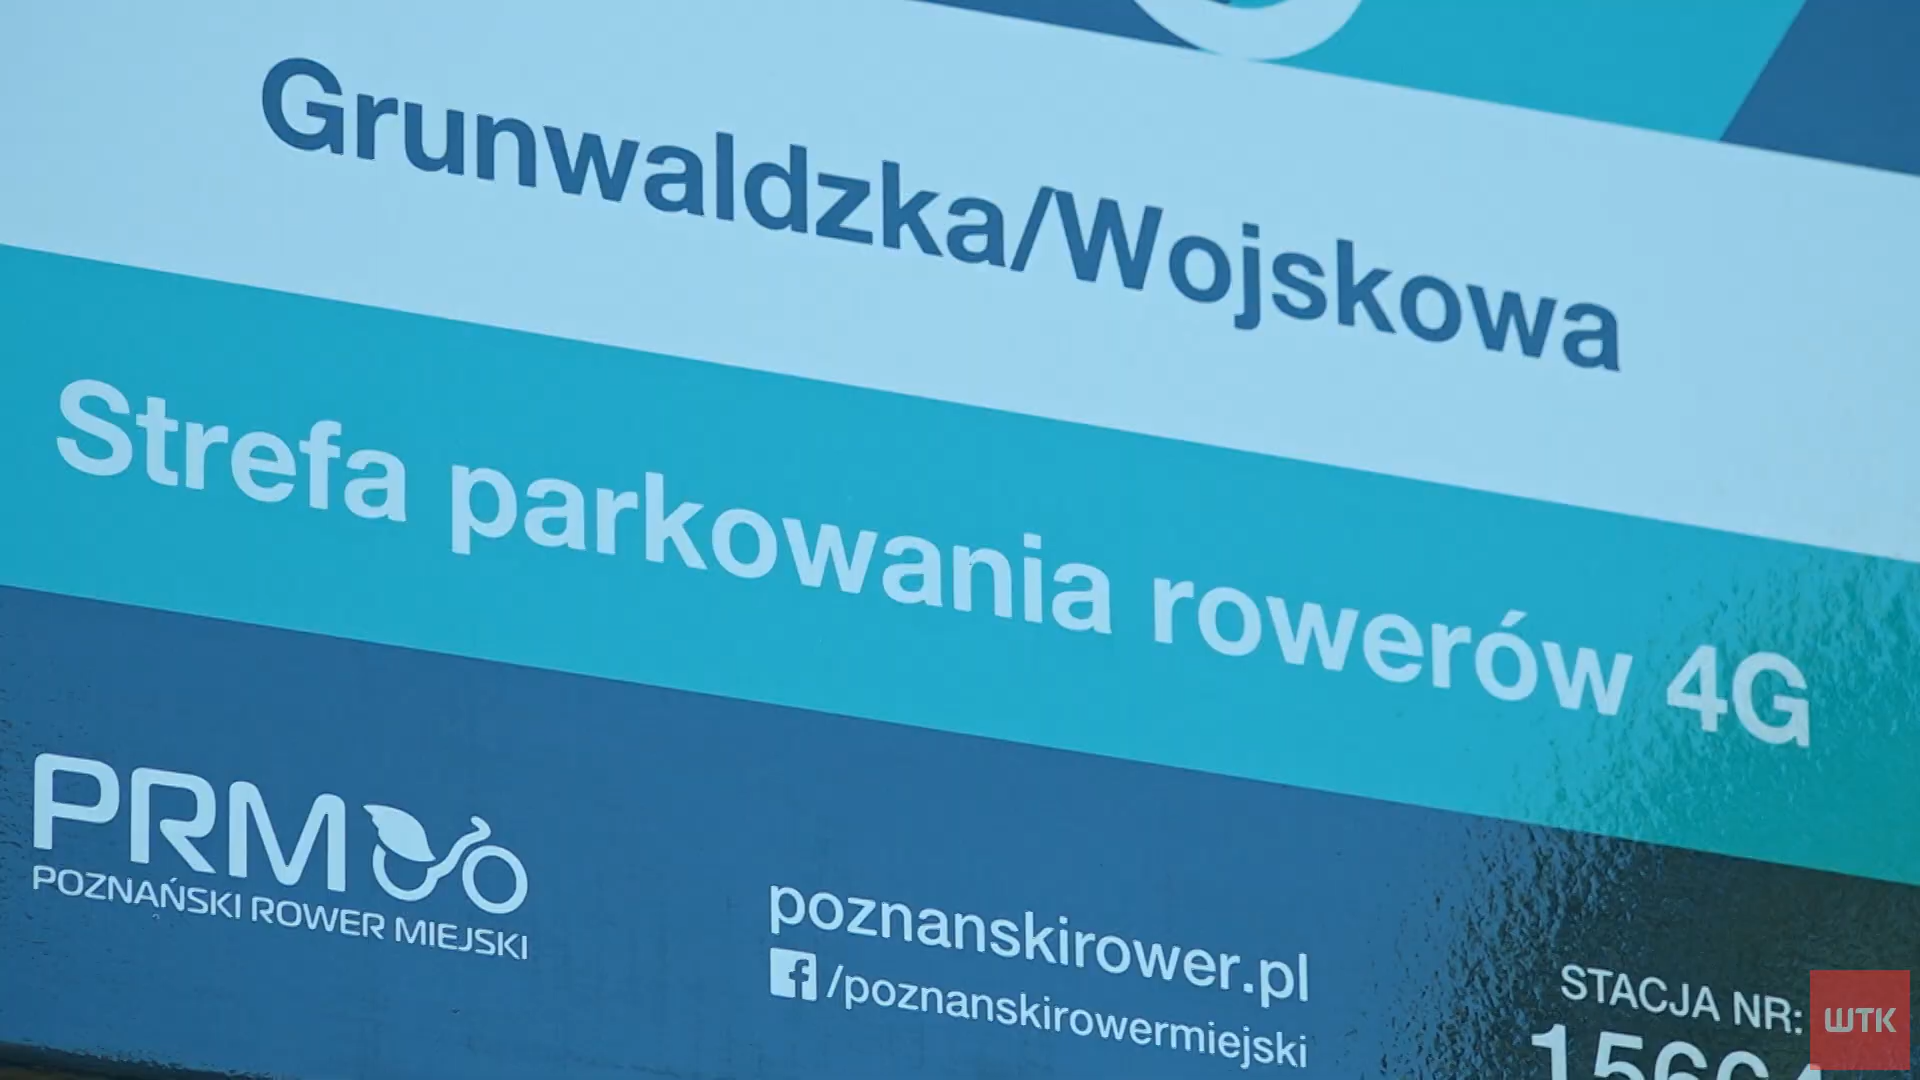 Grunwaldzka/Wojskowa
Strefa parkowania rowerów 4G
PRM
POZNAŃSKI ROWER MIEJSKI
poznanskirower.pl
/poznanskirowermiejski
STACJA NR:
WTK